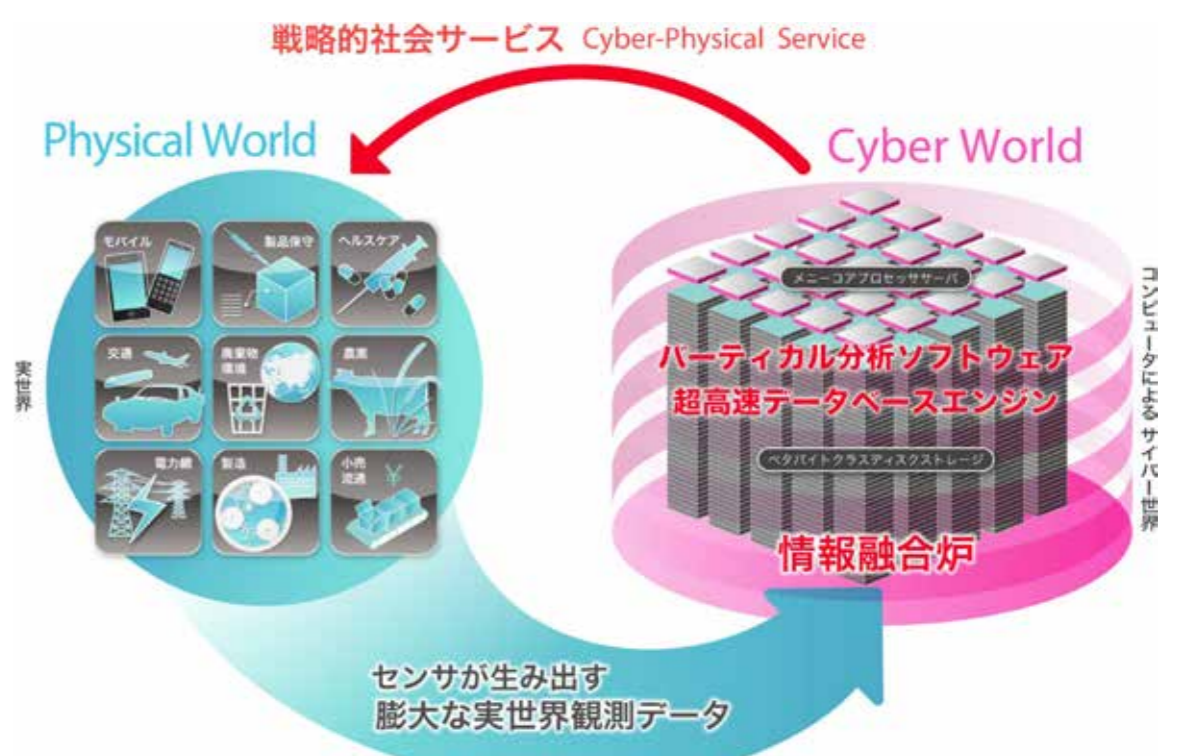 戦略的社会サービス Cyber-Physical Service
Physical World
Cyber World
モバイル
製品保守
ヘルスケア
交通
廃棄物
環境
農業
電力網
製造
小売
流通
¥
実世界
メニーコアプロセッササーバ
バーティカル分析ソフトウェア
超高速データベースエンジン
ペタバイトクラスディスクストレージ
情報融合炉
コンピュータによる サイバー世界
センサが生み出す
膨大な実世界観測データ